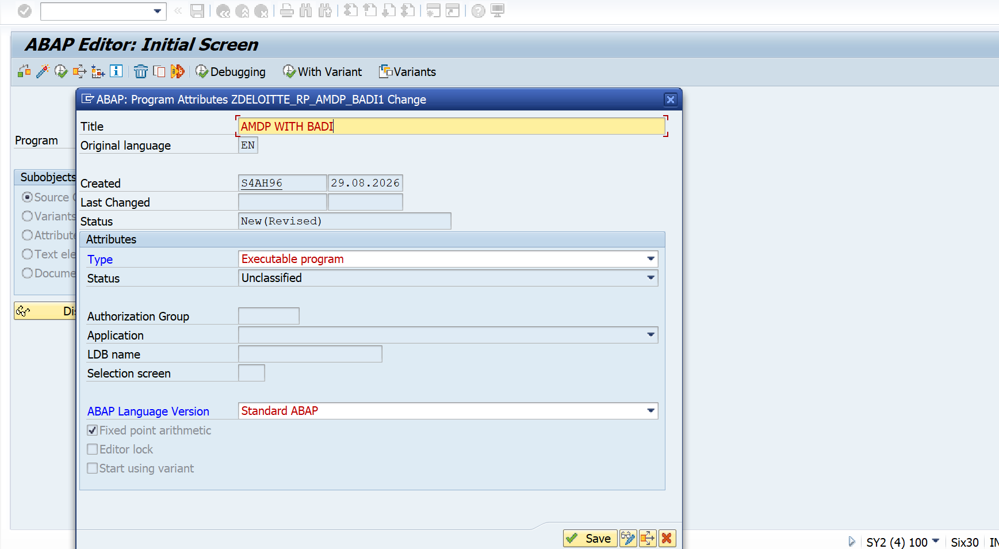 ABAP Editor: Initial Screen
Debugging With Variant Variants
ABAP: Program Attributes ZDELOITTE_RP_AMDP_BADI1 Change
Title AMDP WITH BADI
Program
Original language EN
Subobjects
Created S4AH96 29.08.2026
Source
Last Changed
Variants
Status New(Revised)
Attribute
Attributes
Text ele
Type Executable program
Docume
Status Unclassified
Dis
Authorization Group
Application
LDB name
Selection screen
ABAP Language Version Standard ABAP
Fixed point arithmetic
Editor lock
Start using variant
Save
SY2 (4) 100 Six30 IN